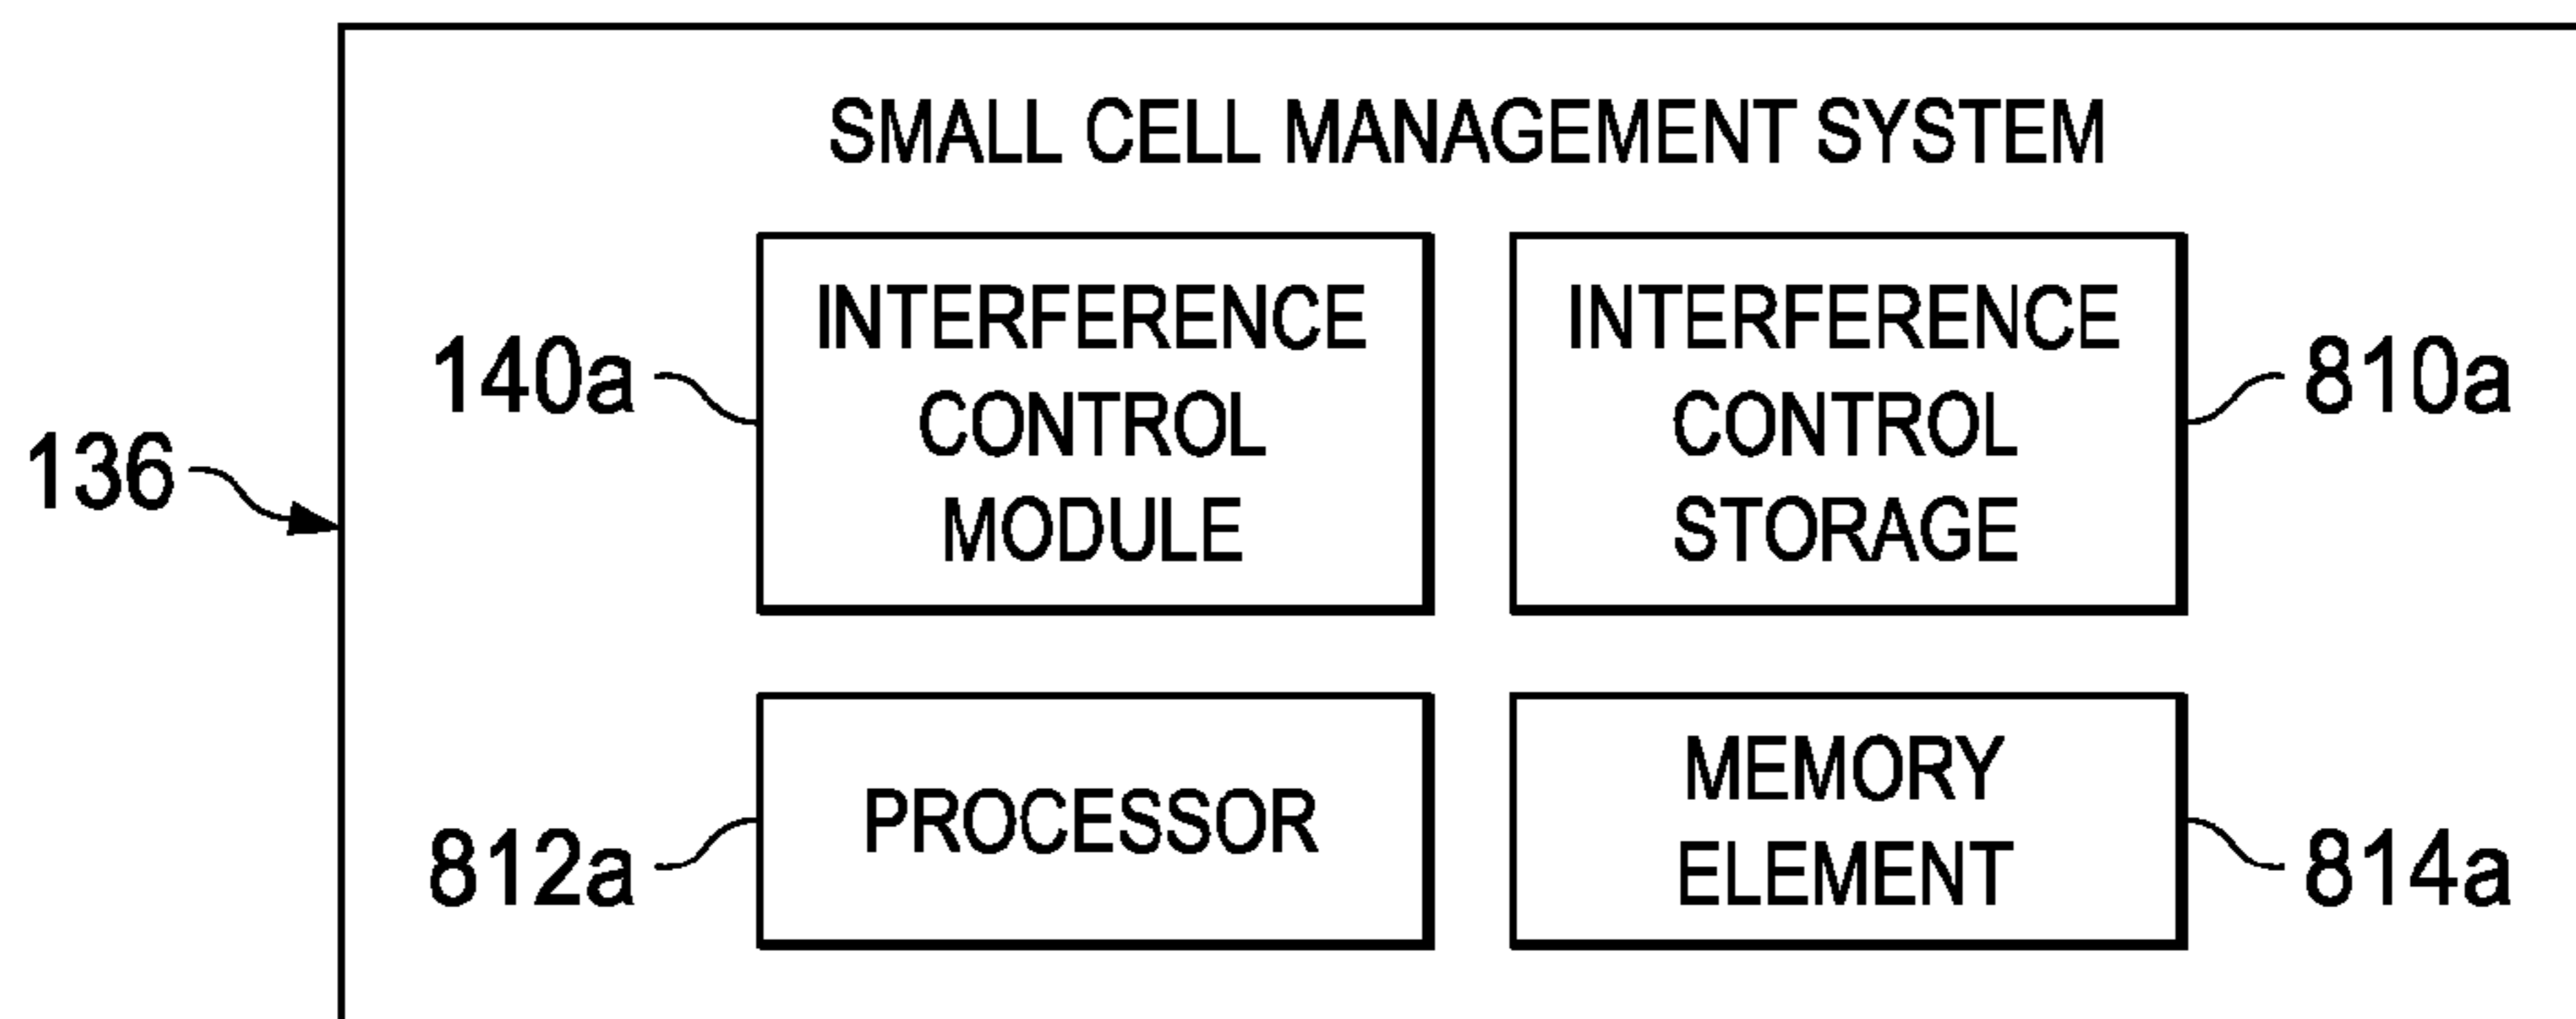 SMALL CELL MANAGEMENT SYSTEM
INTERFERENCE
CONTROL
MODULE
INTERFERENCE
CONTROL
STORAGE
140a
810a
136
PROCESSOR
MEMORY
ELEMENT
812a
814a